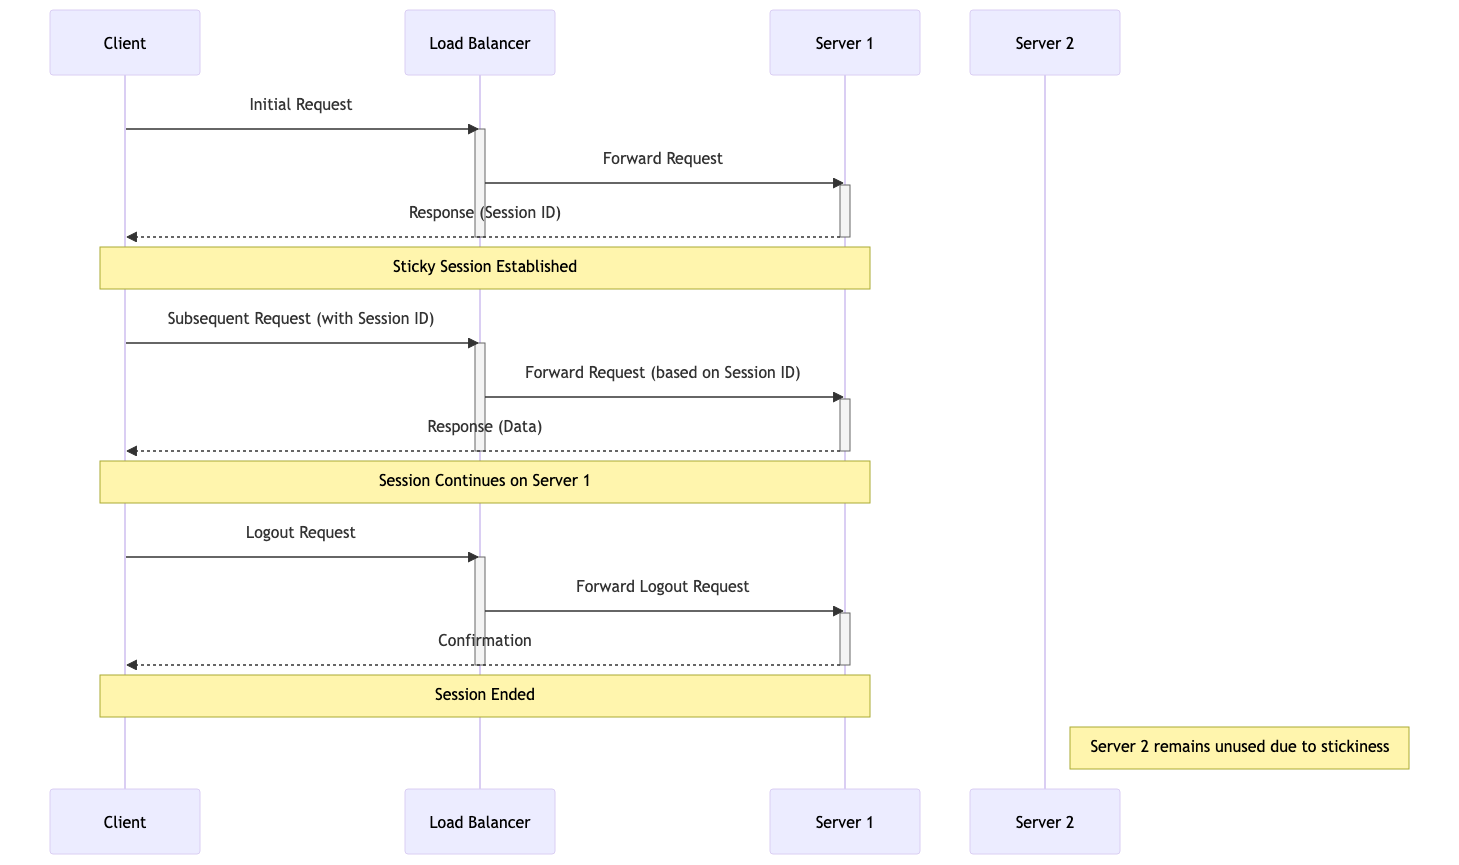 Client
Load Balancer
Server 1
Server 2
Initial Request
Forward Request
Response (Session ID)
Sticky Session Established
Subsequent Request (with Session ID)
Forward Request (based on Session ID)
Response (Data)
Session Continues on Server 1
Logout Request
Forward Logout Request
Confirmation
Session Ended
Server 2 remains unused due to stickiness
Client
Load Balancer
Server 1
Server 2